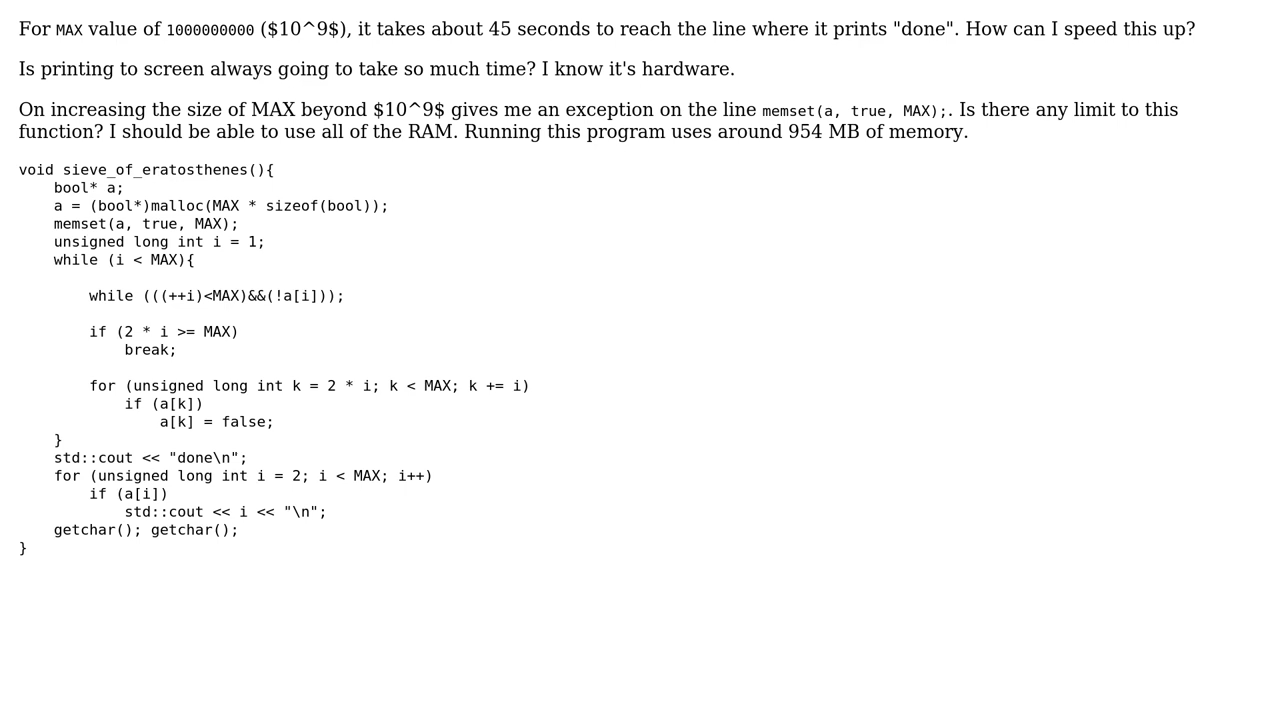 For MAX value of 1000000000 ($10^9$), it takes about 45 seconds to reach the line where it prints "done". How can I speed this up?
Is printing to screen always going to take so much time? I know it's hardware.
On increasing the size of MAX beyond $10^9$ gives me an exception on the line memset(a, true, MAX);. Is there any limit to this
function? I should be able to use all of the RAM. Running this program uses around 954 MB of memory.
void sieve_of_eratosthenes(){
    bool* a;
    a = (bool*)malloc(MAX * sizeof(bool));
    memset(a, true, MAX);
    unsigned long int i = 1;
    while (i < MAX){
        while (((++i)<MAX)&&(!a[i]));
        if (2 * i >= MAX)
            break;
        for (unsigned long int k = 2 * i; k < MAX; k += i)
            if (a[k])
                a[k] = false;
    }
    std::cout << "done\n";
    for (unsigned long int i = 2; i < MAX; i++)
        if (a[i])
            std::cout << i << "\n";
    getchar(); getchar();
}